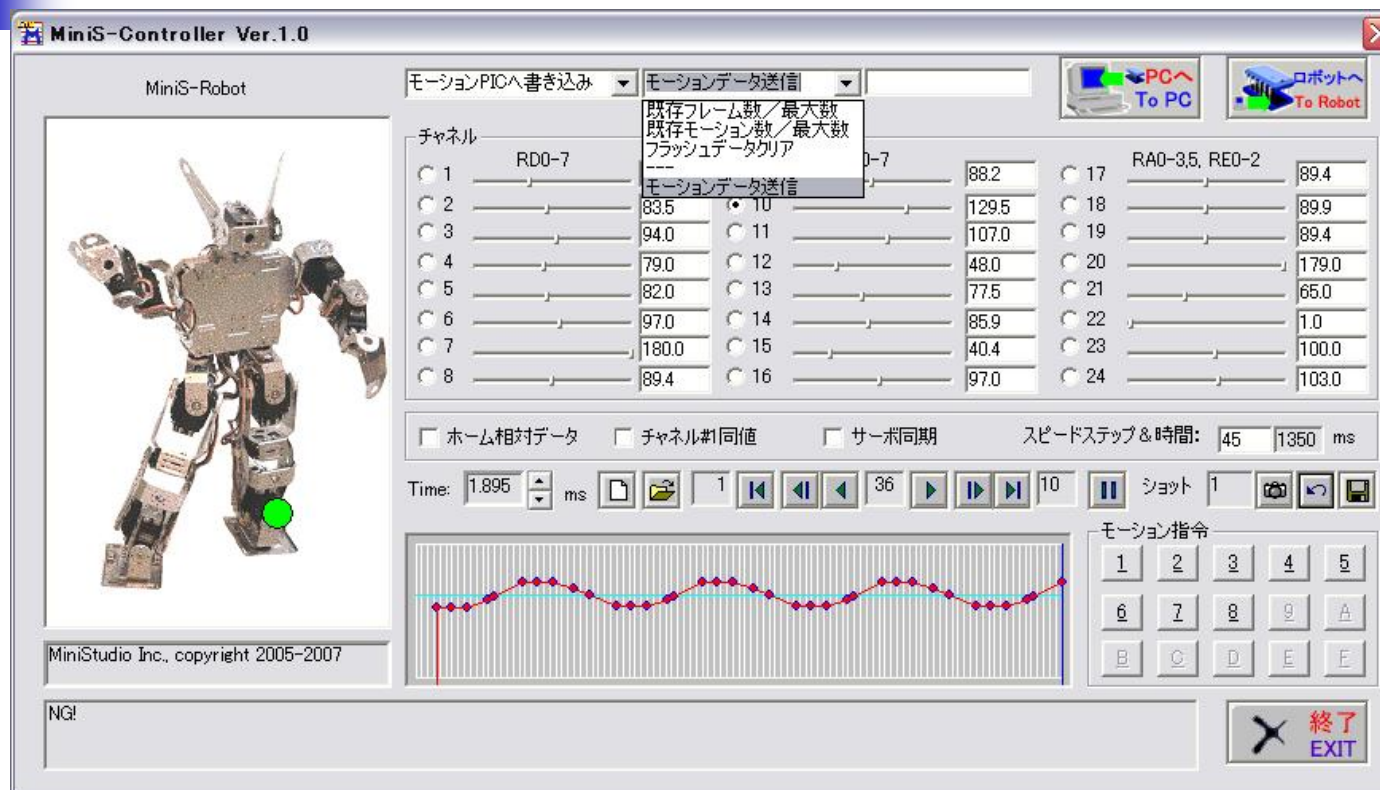 MiniS-Controller Ver.1.0
MiniS-Robot
モーションPICへ書き込み
モーションデータ送信
既存フレーム数／最大数
既存モーション数／最大数
フラッシュデータクリア
---
モーションデータ送信
PCへ
To PC
ロボットへ
To Robot
チャネル
RD0-7
1
2 83.5
3 94.0
4 79.0
5 82.0
6 97.0
7 180.0
8 89.4
0-7
88.2
10 129.5
11 107.0
12 48.0
13 77.5
14 85.9
15 40.4
16 97.0
RA0-3,5, RE0-2
17 89.4
18 89.9
19 89.4
20 179.0
21 65.0
22 1.0
23 100.0
24 103.0
ホーム相対データ チャネル#1同値 サーボ同期 スピードステップ＆時間: 45 1350 ms
Time: 1.895 ms 1 36 10 ショット 1
モーション指令
1 2 3 4 5
6 7 8 9 A
B C D E F
MiniStudio Inc., copyright 2005-2007
NG!
終了
EXIT